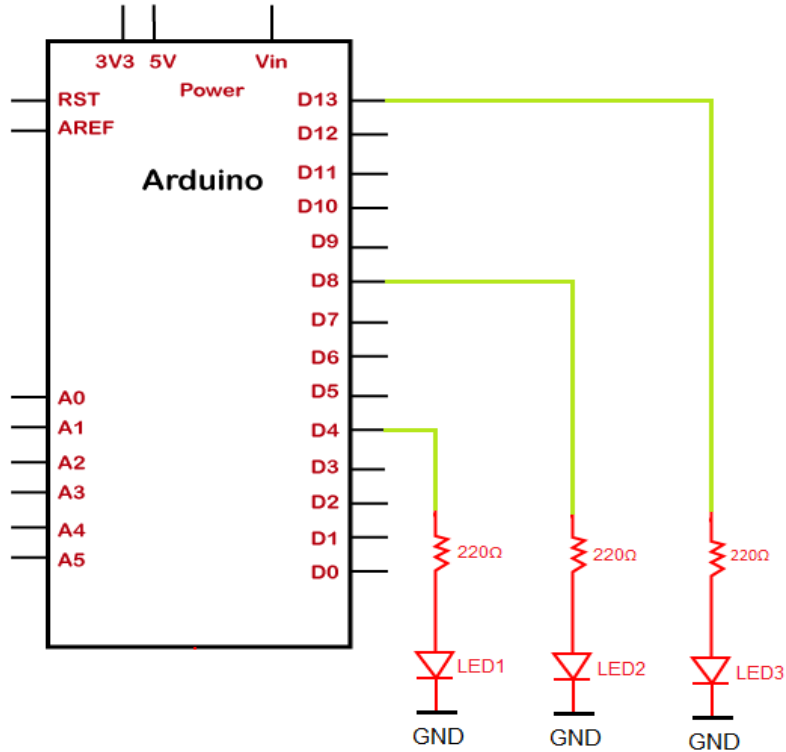 3V3 5V Vin
Power
RST
AREF
Arduino
A0
A1
A2
A3
A4
A5
D13
D12
D11
D10
D9
D8
D7
D6
D5
D4
D3
D2
D1
D0
220Ω
220Ω
220Ω
LED1
LED2
LED3
GND
GND
GND